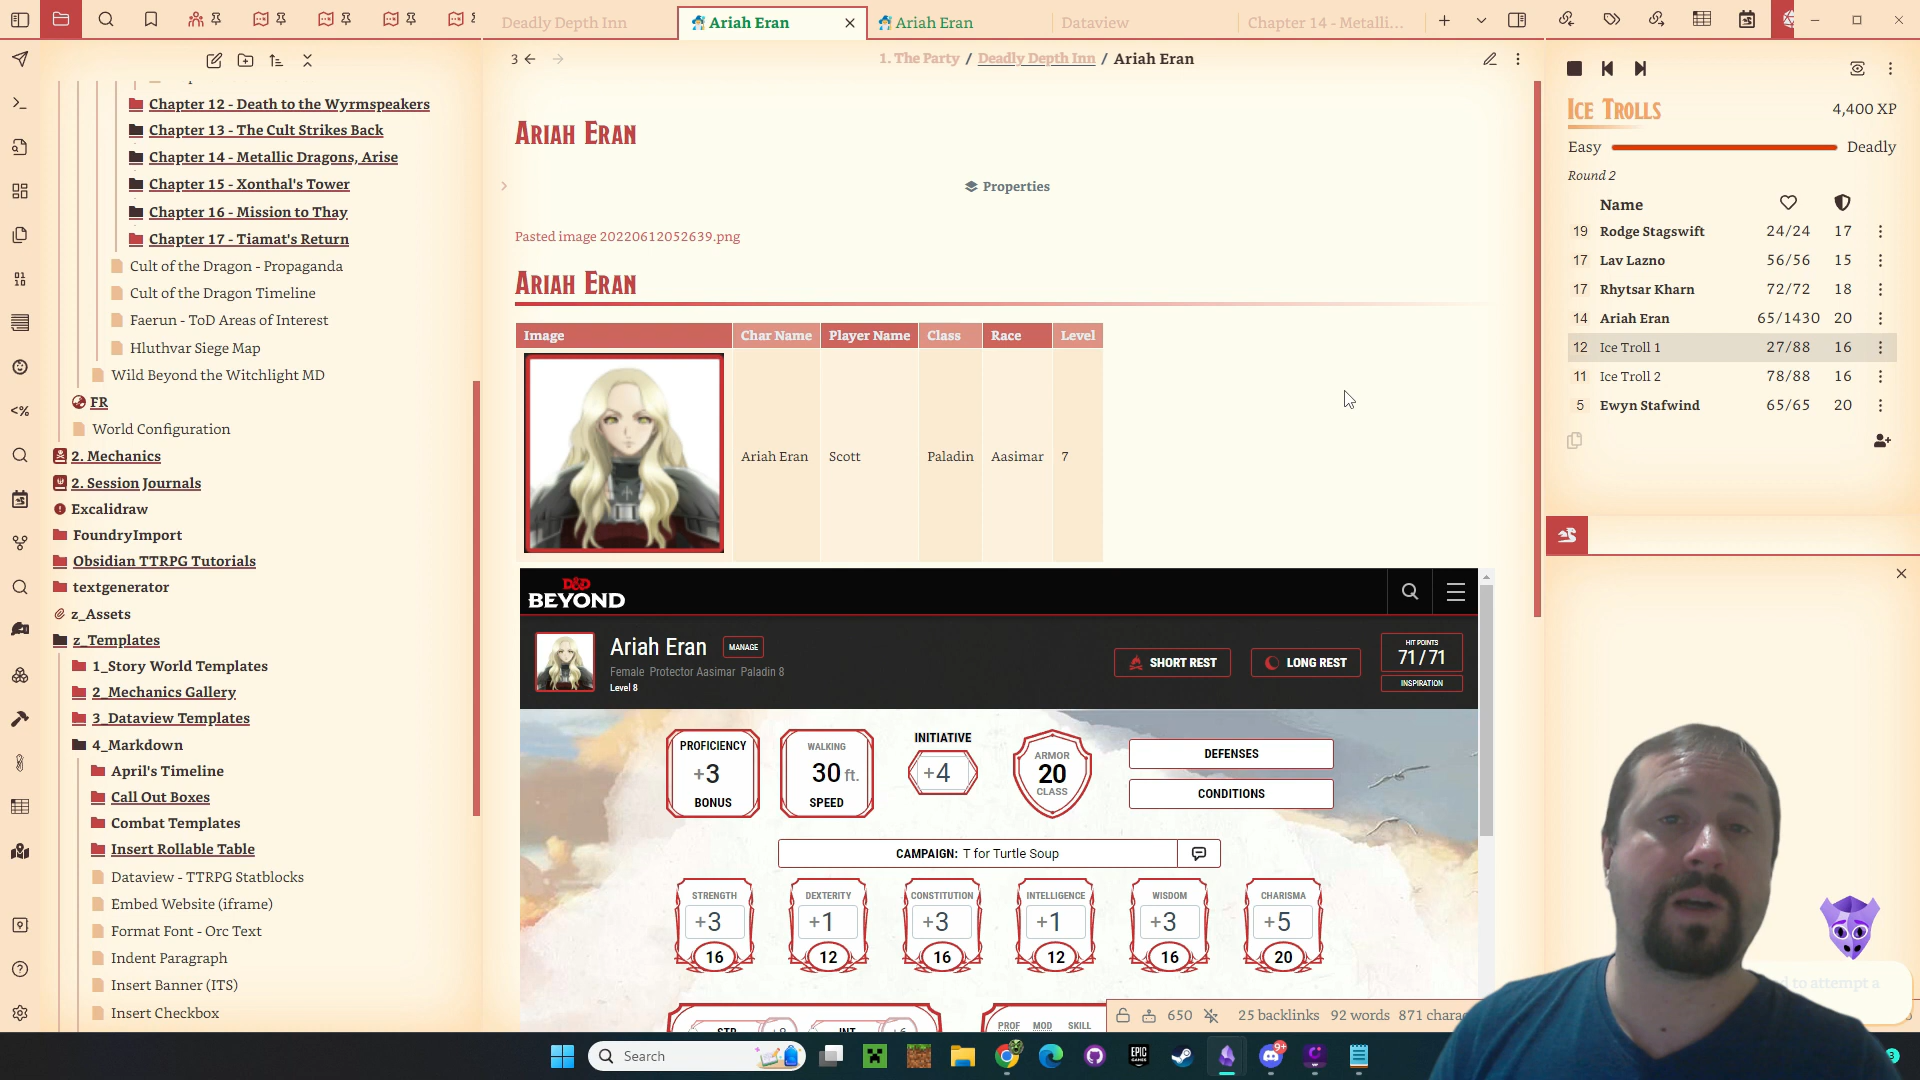 Deadly Depth Inn
Ariah Eran
Ariah Eran
Dataview
Chapter 14 - Metalli...
3
1. The Party / Deadly Depth Inn / Ariah Eran
Chapter 12 - Death to the Wyrmspeakers
Chapter 13 - The Cult Strikes Back
Chapter 14 - Metallic Dragons, Arise
Chapter 15 - Xonthal's Tower
Chapter 16 - Mission to Thay
Chapter 17 - Tiamat's Return
Cult of the Dragon - Propaganda
Cult of the Dragon Timeline
Faerun - ToD Areas of Interest
Hluthvar Siege Map
Wild Beyond the Witchlight MD
FR
World Configuration
2. Mechanics
2. Session Journals
Excalidraw
FoundryImport
Obsidian TTRPG Tutorials
textgenerator
z_Assets
z_Templates
1_Story World Templates
2_Mechanics Gallery
3_Dataview Templates
4_Markdown
April's Timeline
Call Out Boxes
Combat Templates
Insert Rollable Table
Dataview - TTRPG Statblocks
Embed Website (iframe)
Format Font - Orc Text
Indent Paragraph
Insert Banner (ITS)
Insert Checkbox
Ariah Eran
Properties
Pasted image 20220612052639.png
Ariah Eran
Image Char Name Player Name Class Race Level
Ariah Eran Scott Paladin Aasimar 7
D&D
BEYOND
Ariah Eran MANAGE
Female Protector Aasimar Paladin 8
Level 8
SHORT REST
LONG REST
HIT POINTS
71/71
INSPIRATION
PROFICIENCY
+3
BONUS
WALKING
30 ft.
SPEED
INITIATIVE
+4
ARMOR
20
CLASS
DEFENSES
CONDITIONS
CAMPAIGN: T for Turtle Soup
STRENGTH
+3
16
DEXTERITY
+1
12
CONSTITUTION
+3
16
INTELLIGENCE
+1
12
WISDOM
+3
16
CHARISMA
+5
20
STR
INT
PROF MOD SKILL
650 25 backlinks 92 words 871 charac
Ice Trolls 4,400 XP
Easy Deadly
Round 2
Name
19 Rodge Stagswift 24/24 17
17 Lav Lazno 56/56 15
17 Rhytsar Kharn 72/72 18
14 Ariah Eran 65/1430 20
12 Ice Troll 1 27/88 16
11 Ice Troll 2 78/88 16
5 Ewyn Stafwind 65/65 20
to attempt a
Search
EPIC
GAMES
9+
3